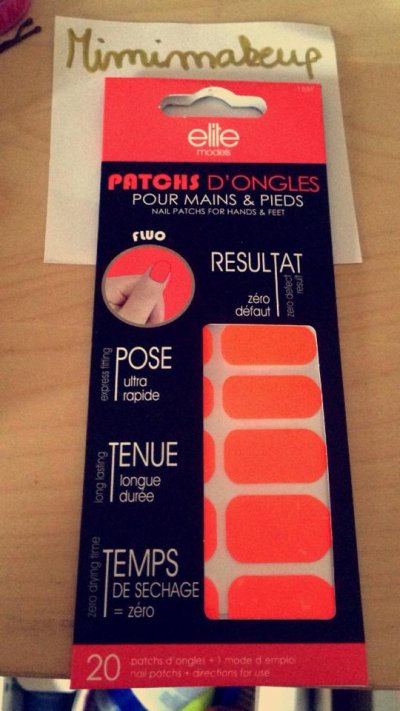 Mimimakeup
elite
models
PATCHS D'ONGLES
POUR MAINS & PIEDS
NAIL PATCHS FOR HANDS & FEET
FLUO
RESULTAT
zéro
défaut
zero defect
result
POSE
ultra
rapide
express fitting
TENUE
longue
durée
long lasting
TEMPS
DE SECHAGE
= zéro
zero drying time
20 patchs d'ongles + 1 mode d'emploi
nail patchs + directions for use